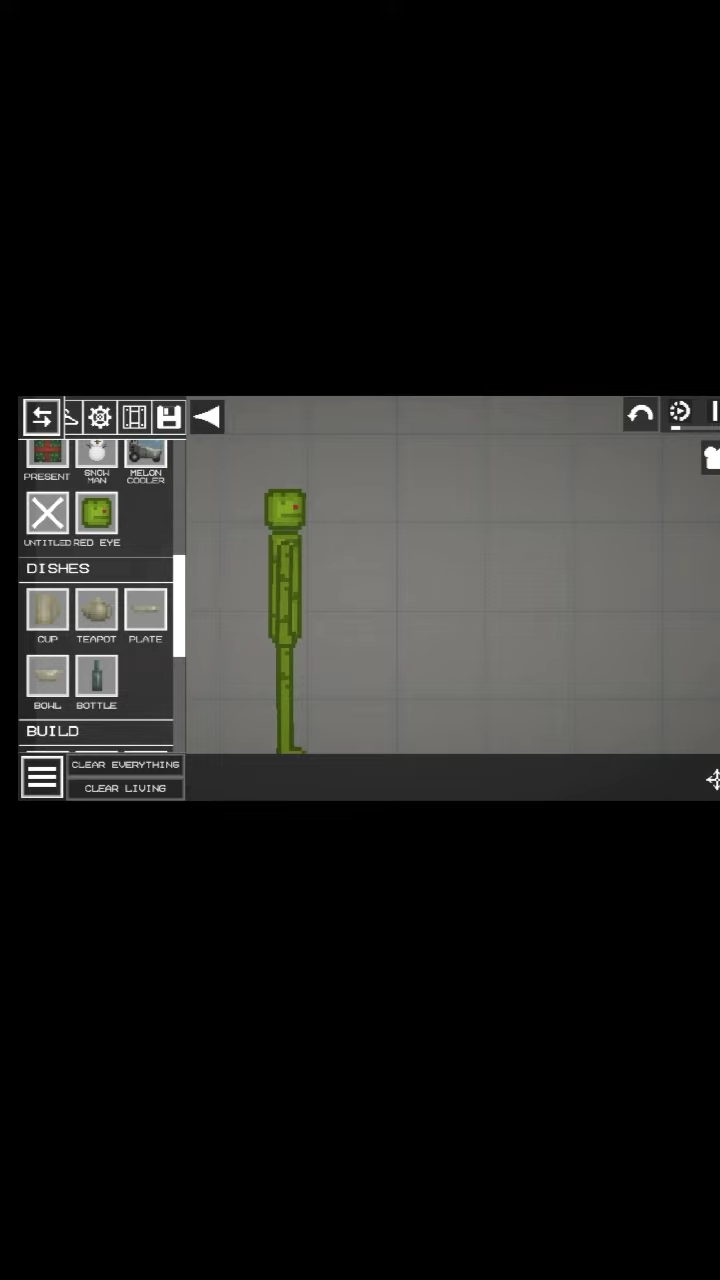 PRESENT
SNOW MAN
MELON COOLER
UNTITLED
RED EYE
DISHES
CUP
TEAPOT
PLATE
BOWL
BOTTLE
BUILD
CLEAR EVERYTHING
CLEAR LIVING